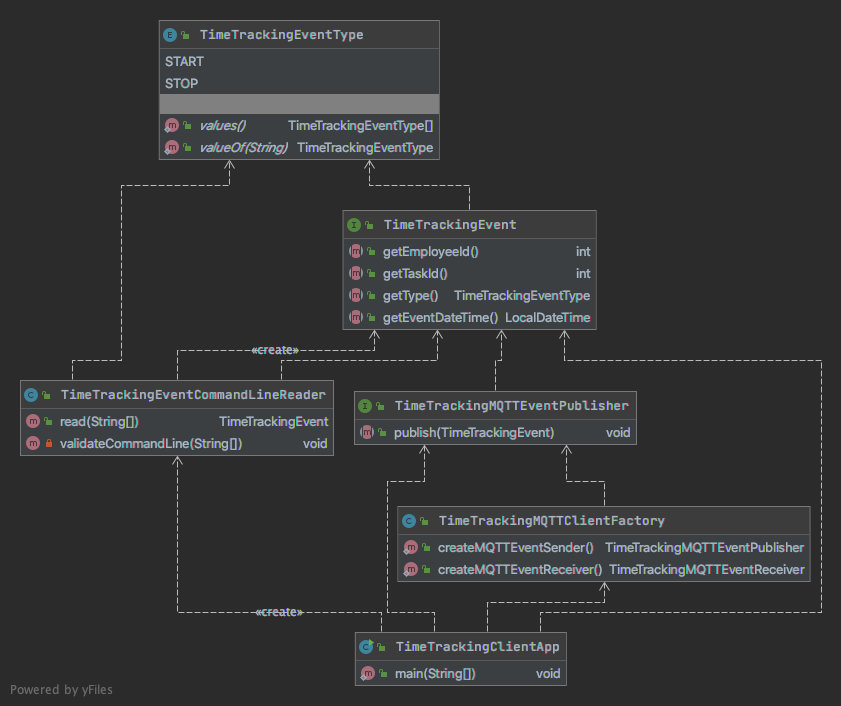 TimeTrackingEventType
START
STOP
values() TimeTrackingEventType[]
valueOf(String) TimeTrackingEventType
TimeTrackingEvent
getEmployeeId() int
getTaskId() int
getType() TimeTrackingEventType
getEventDateTime() LocalDateTime
«create»
TimeTrackingEventCommandLineReader
read(String[]) TimeTrackingEvent
validateCommandLine(String[]) void
TimeTrackingMQTTEventPublisher
publish(TimeTrackingEvent) void
TimeTrackingMQTTClientFactory
createMQTTEventSender() TimeTrackingMQTTEventPublisher
createMQTTEventReceiver() TimeTrackingMQTTEventReceiver
«create»
TimeTrackingClientApp
main(String[]) void
Powered by yFiles